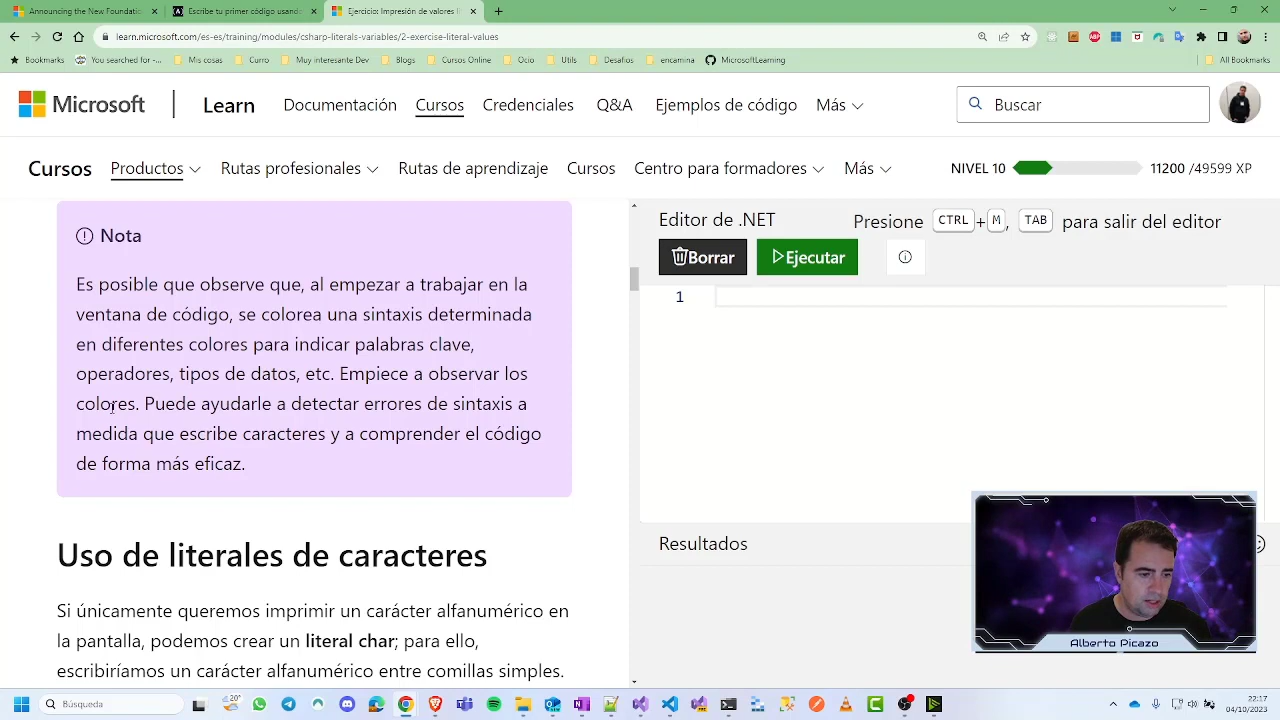 Announcing the New Foundatio
Escribe tu primer código usando
Ejercicio: Impresión de valores l
learn.microsoft.com/es-es/training/modules/csharp-literals-variables/2-exercise-literal-values
Bookmarks
You searched for -...
Mis cosas
Curro
Muy interesante Dev
Blogs
Cursos Online
Ocio
Utils
Desafios
encamina
MicrosoftLearning
All Bookmarks
Microsoft
Learn
Documentación
Cursos
Credenciales
Q&A
Ejemplos de código
Más
Buscar
Cursos
Productos
Rutas profesionales
Rutas de aprendizaje
Cursos
Centro para formadores
Más
NIVEL 10
11200 /49599 XP
Nota
Es posible que observe que, al empezar a trabajar en la
ventana de código, se colorea una sintaxis determinada
en diferentes colores para indicar palabras clave,
operadores, tipos de datos, etc. Empiece a observar los
colores. Puede ayudarle a detectar errores de sintaxis a
medida que escribe caracteres y a comprender el código
de forma más eficaz.
Uso de literales de caracteres
Si únicamente queremos imprimir un carácter alfanumérico en
la pantalla, podemos crear un literal char; para ello,
escribiríamos un carácter alfanumérico entre comillas simples.
Editor de .NET
Presione CTRL + M, TAB para salir del editor
Borrar
Ejecutar
1
Resultados
Alberto Picazo
Búsqueda
20°
22:17
04/10/2023